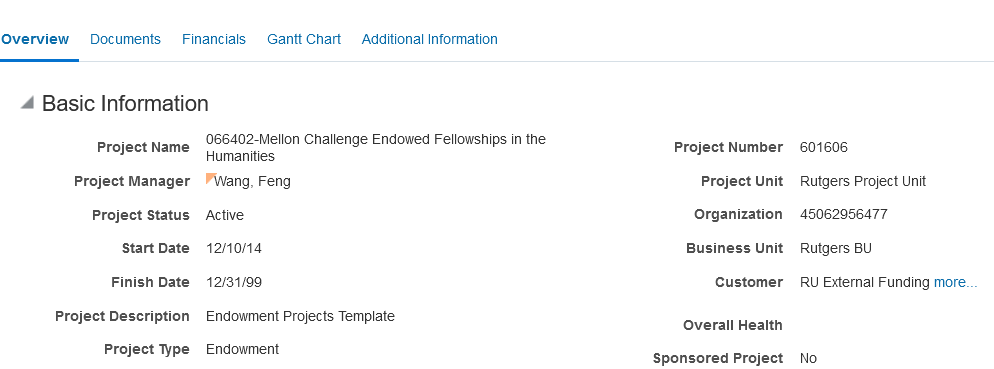 Overview Documents Financials Gantt Chart Additional Information
Basic Information
Project Name 066402-Mellon Challenge Endowed Fellowships in the
Humanities
Project Manager Wang, Feng
Project Status Active
Start Date 12/10/14
Finish Date 12/31/99
Project Description Endowment Projects Template
Project Type Endowment
Project Number 601606
Project Unit Rutgers Project Unit
Organization 45062956477
Business Unit Rutgers BU
Customer RU External Funding more...
Overall Health
Sponsored Project No